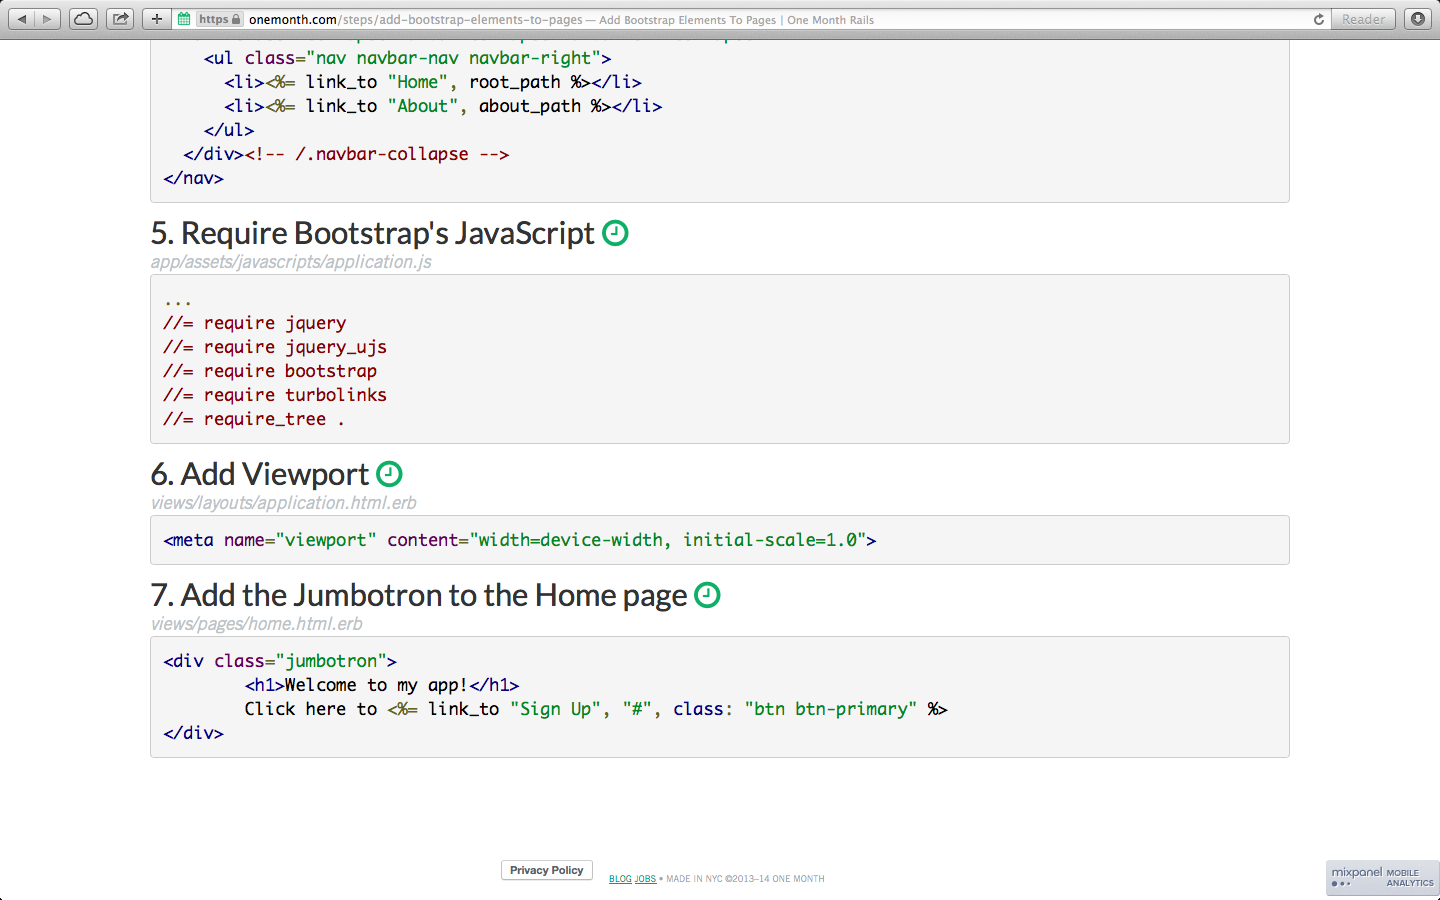 https onemonth.com/steps/add-bootstrap-elements-to-pages — Add Bootstrap Elements To Pages | One Month Rails
Reader
<ul class="nav navbar-nav navbar-right">
<li><%= link_to "Home", root_path %></li>
<li><%= link_to "About", about_path %></li>
</ul>
</div><!-- /.navbar-collapse -->
</nav>
5. Require Bootstrap's JavaScript
app/assets/javascripts/application.js
...
//= require jquery
//= require jquery_ujs
//= require bootstrap
//= require turbolinks
//= require_tree .
6. Add Viewport
views/layouts/application.html.erb
<meta name="viewport" content="width=device-width, initial-scale=1.0">
7. Add the Jumbotron to the Home page
views/pages/home.html.erb
<div class="jumbotron">
<h1>Welcome to my app!</h1>
Click here to <%= link_to "Sign Up", "#", class: "btn btn-primary" %>
</div>
Privacy Policy
BLOG JOBS • MADE IN NYC ©2013–14 ONE MONTH
mixpanel MOBILE
ANALYTICS